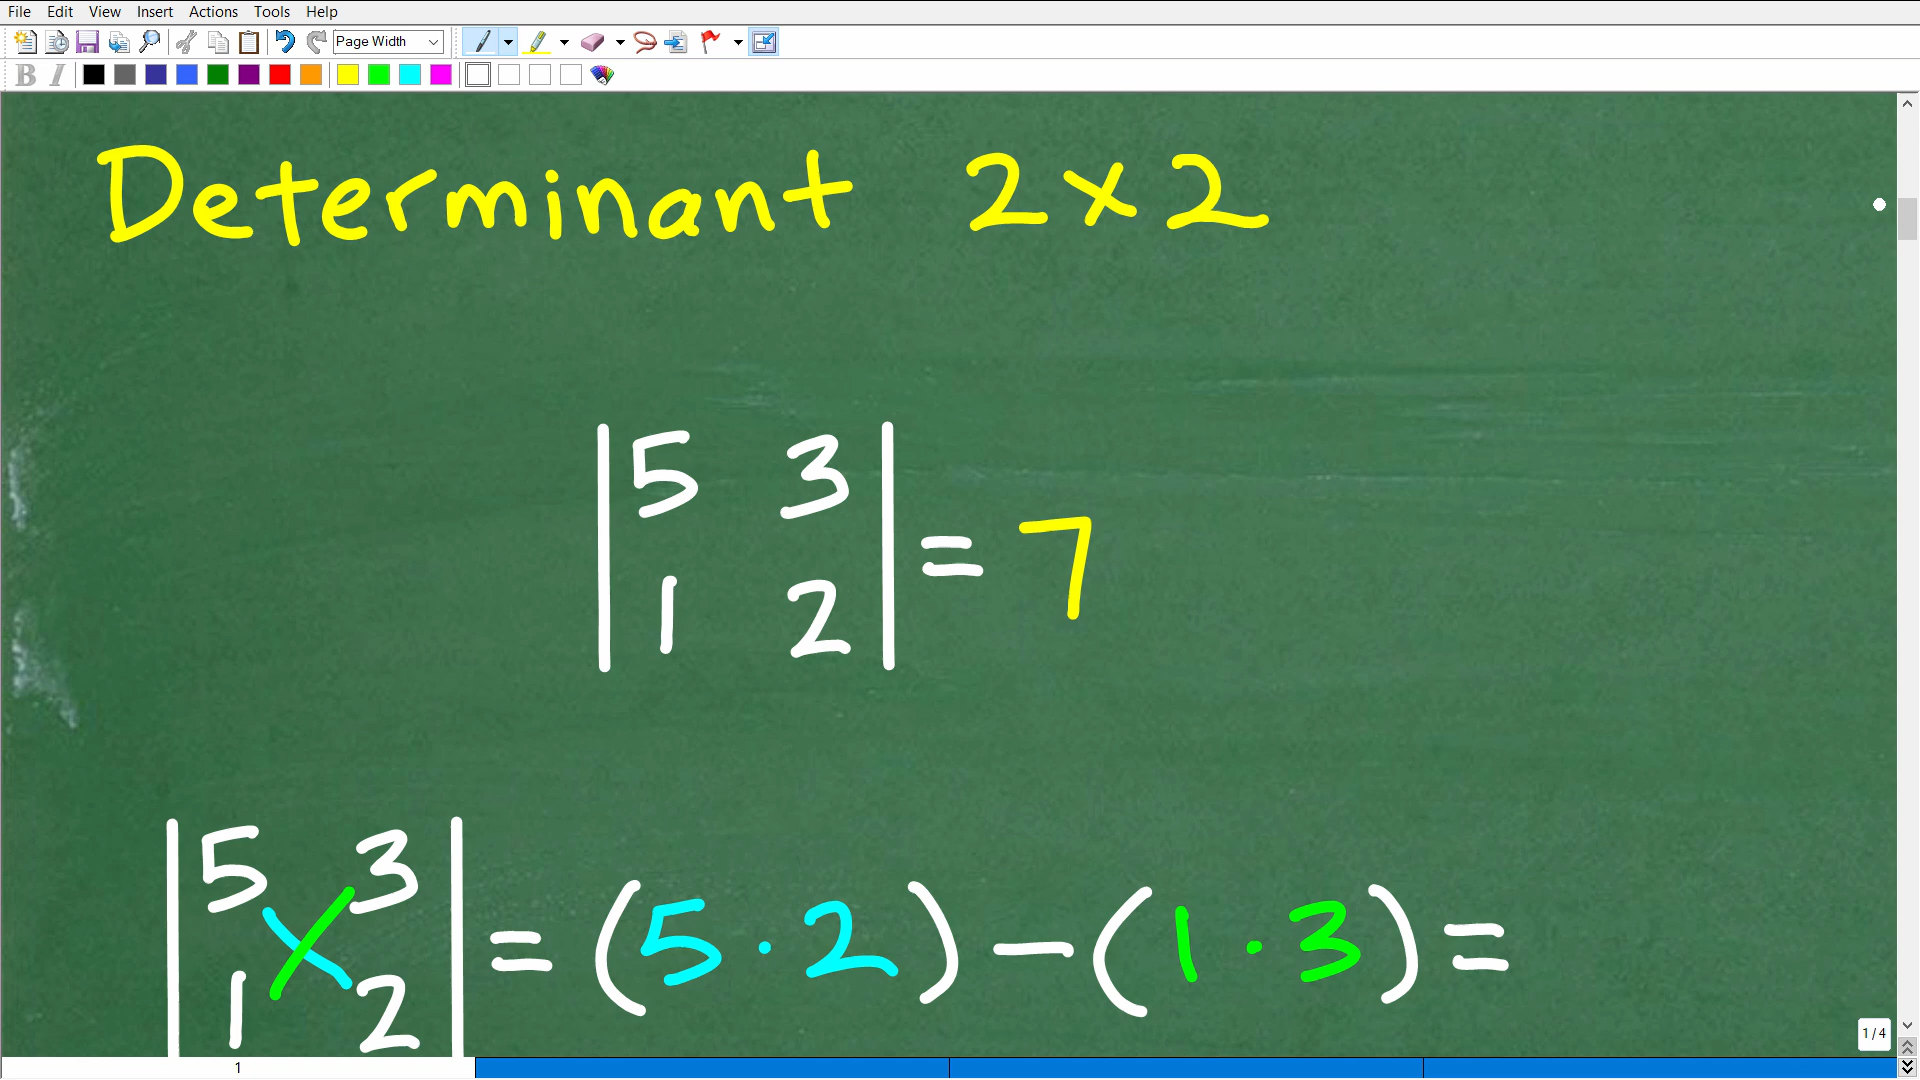 File Edit View Insert Actions Tools Help
Page Width
B I
Determinant 2 x 2
| 5 3 |
| 1 2 | = 7
| 5 3 |
| 1 2 | = (5 · 2) − (1 · 3) =
1 / 4
1